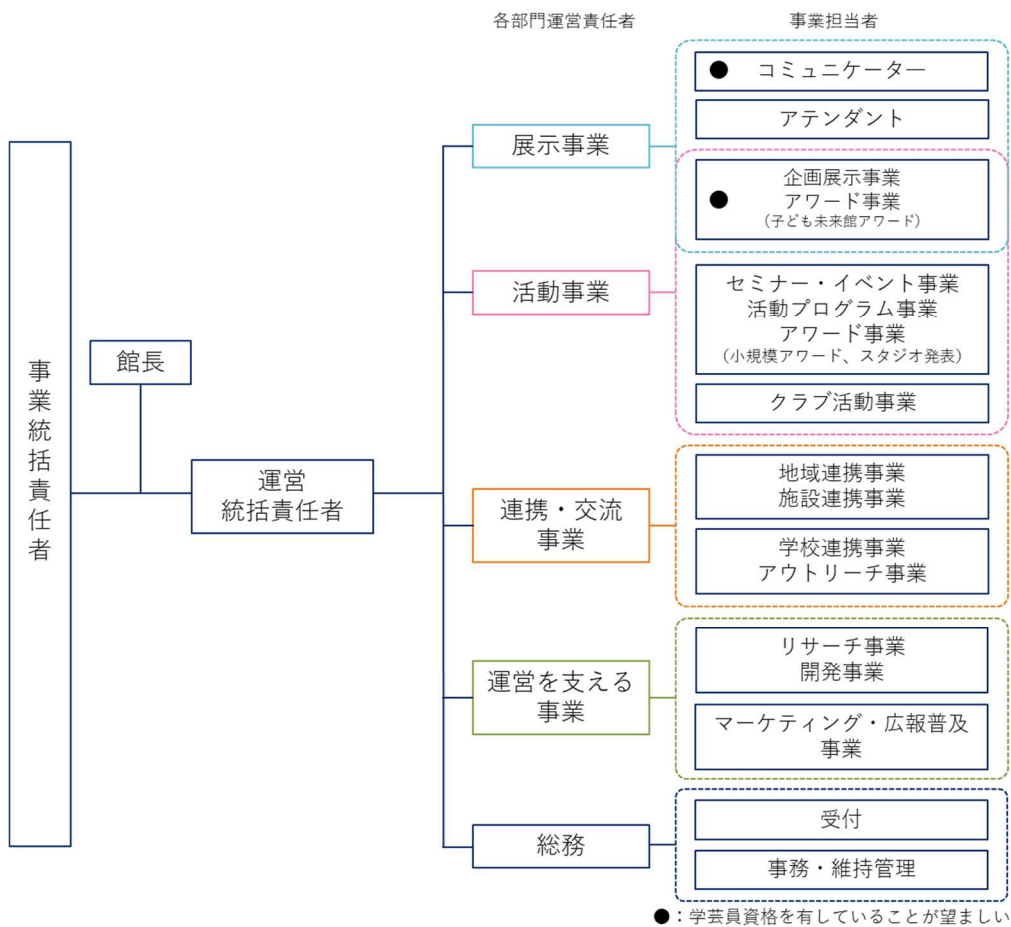 各部門運営責任者
事業担当者
事業統括責任者
館長
運営
統括責任者
展示事業
● コミュニケーター
アテンダント
● 企画展示事業
アワード事業
（子ども未来館アワード）
活動事業
セミナー・イベント事業
活動プログラム事業
アワード事業
（小規模アワード、スタジオ発表）
クラブ活動事業
連携・交流
事業
地域連携事業
施設連携事業
学校連携事業
アウトリーチ事業
運営を支える
事業
リサーチ事業
開発事業
マーケティング・広報普及
事業
総務
受付
事務・維持管理
●：学芸員資格を有していることが望ましい